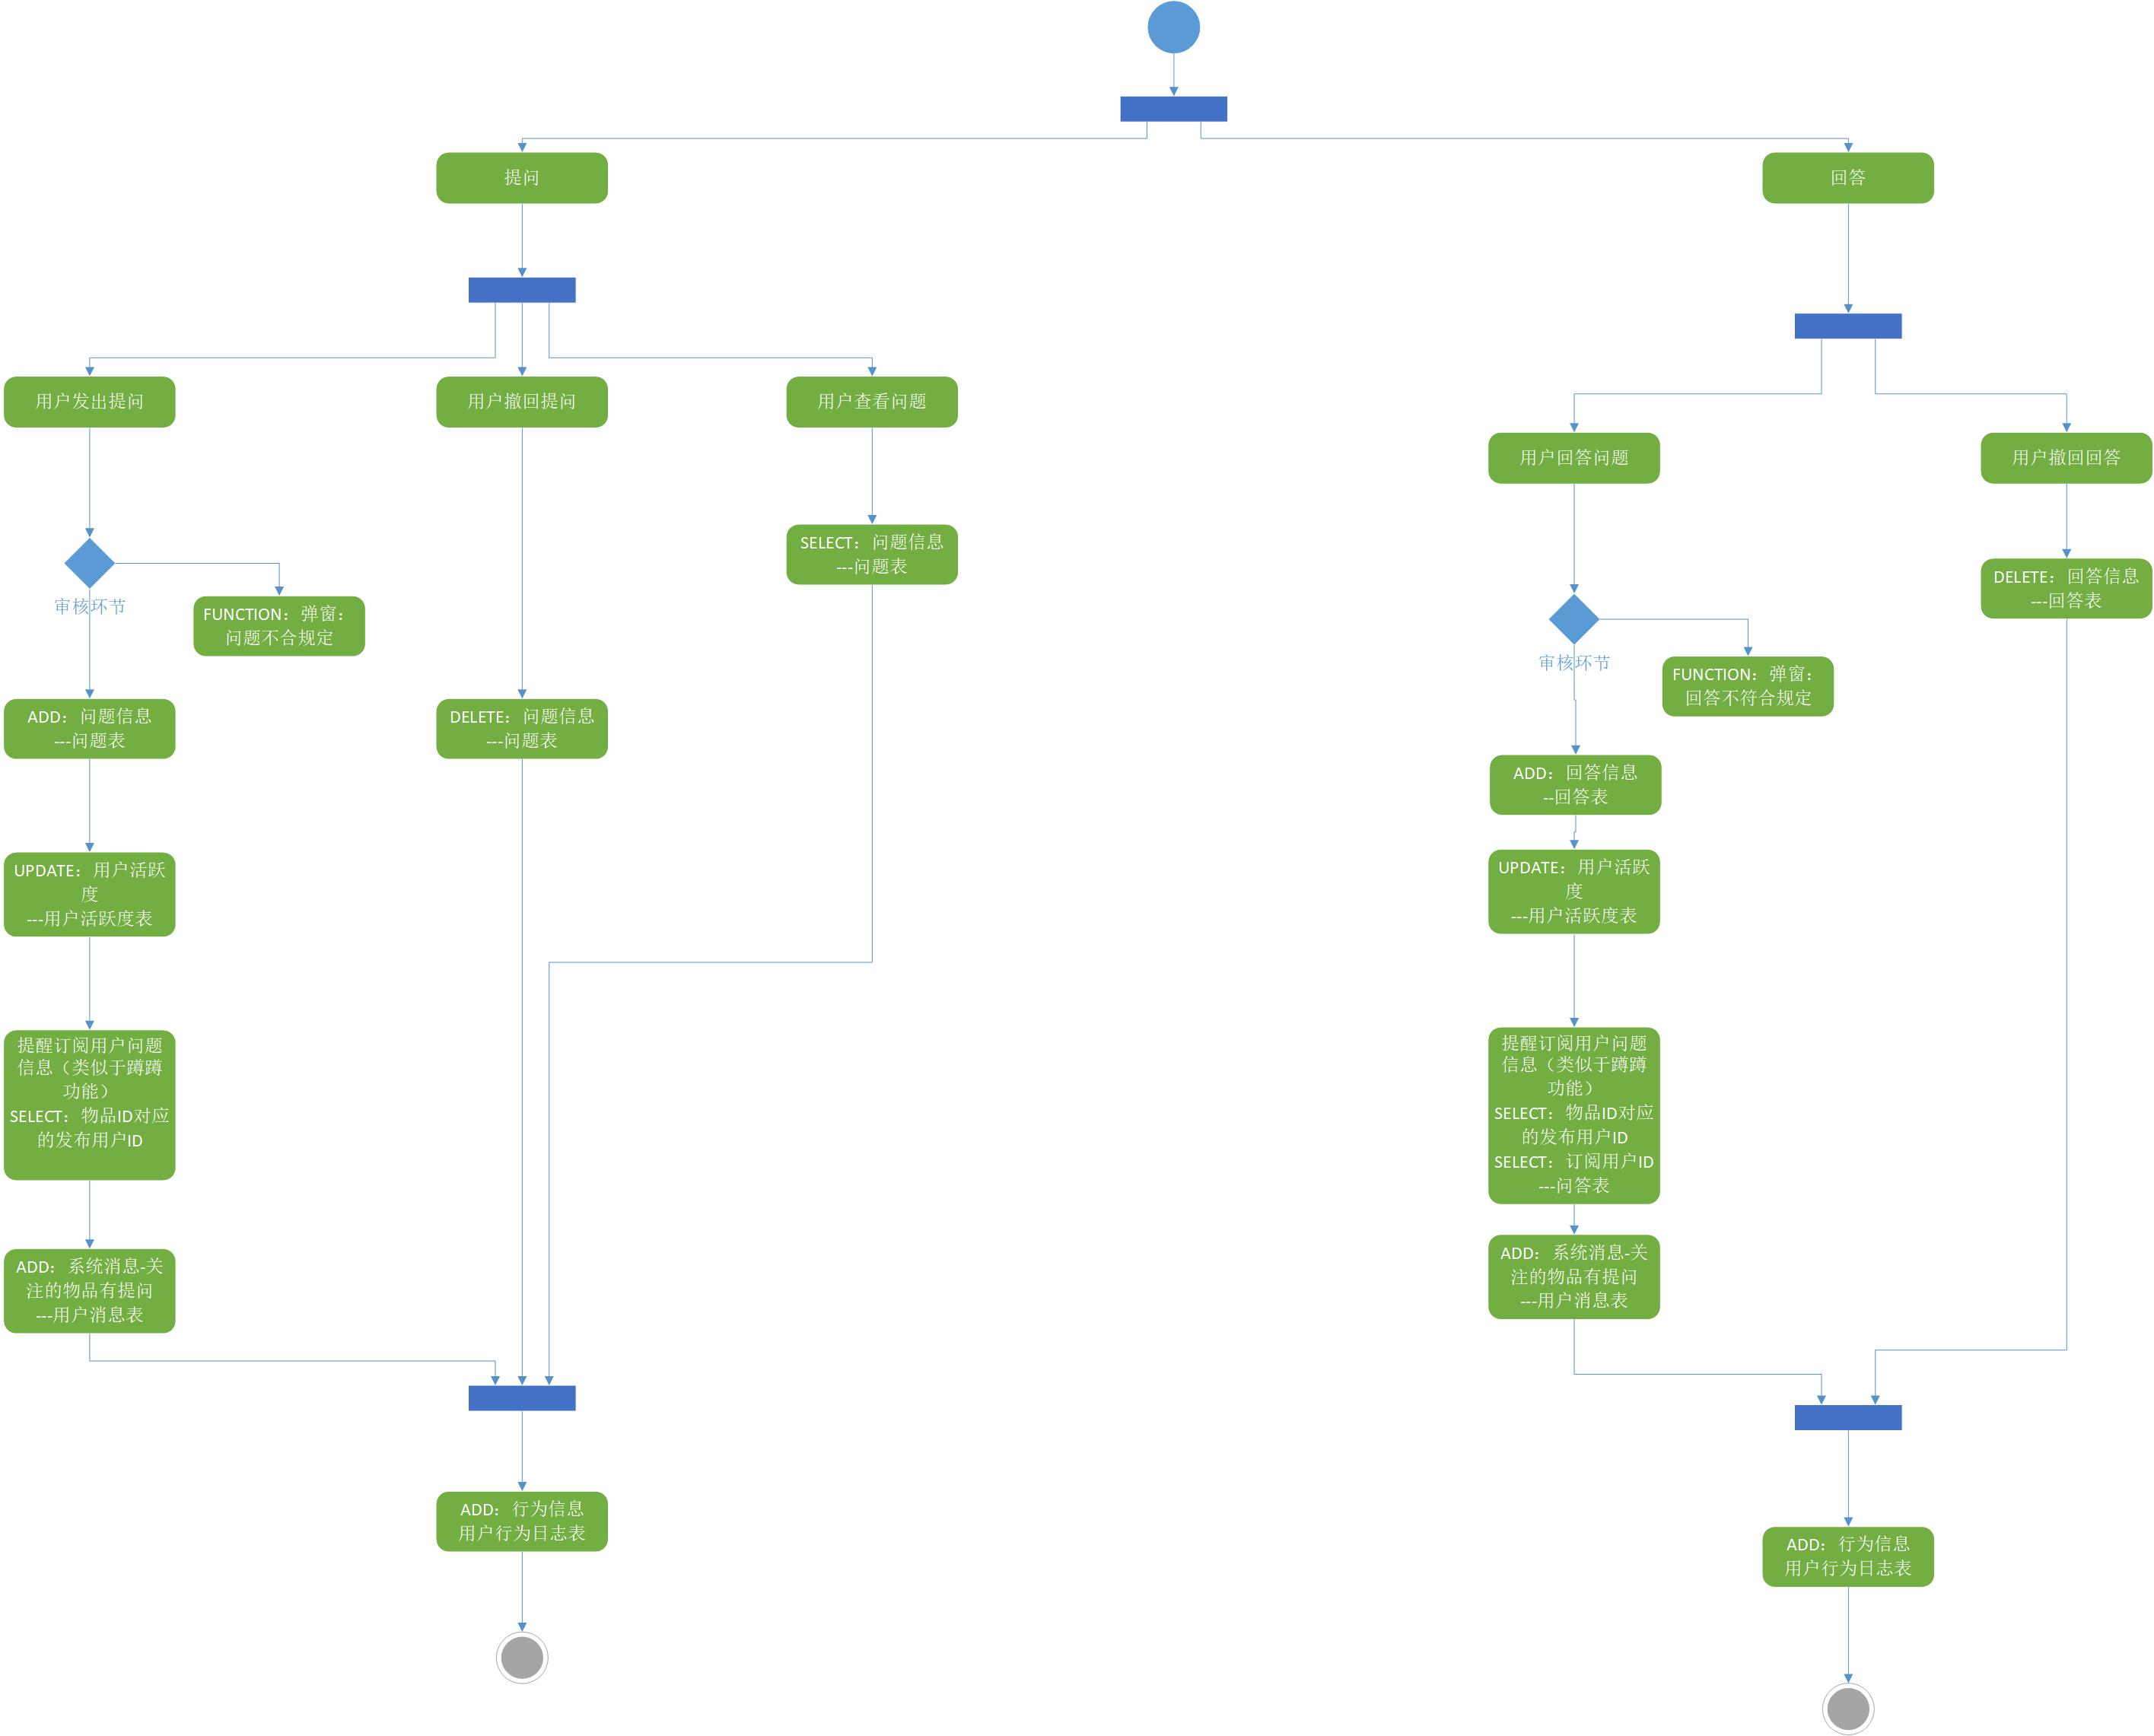 提问
回答
用户发出提问
用户撤回提问
用户查看问题
用户回答问题
用户撤回回答
SELECT：问题信息
---问题表
DELETE：回答信息
---回答表
审核环节
FUNCTION：弹窗：
问题不合规定
审核环节
FUNCTION：弹窗：
回答不符合规定
ADD：问题信息
---问题表
DELETE：问题信息
---问题表
ADD：回答信息
--回答表
UPDATE：用户活跃
度
---用户活跃度表
UPDATE：用户活跃
度
---用户活跃度表
提醒订阅用户问题
信息（类似于蹲蹲
功能）
SELECT：物品ID对应
的发布用户ID
提醒订阅用户问题
信息（类似于蹲蹲
功能）
SELECT：物品ID对应
的发布用户ID
SELECT：订阅用户ID
---问答表
ADD：系统消息-关
注的物品有提问
---用户消息表
ADD：系统消息-关
注的物品有提问
---用户消息表
ADD：行为信息
用户行为日志表
ADD：行为信息
用户行为日志表